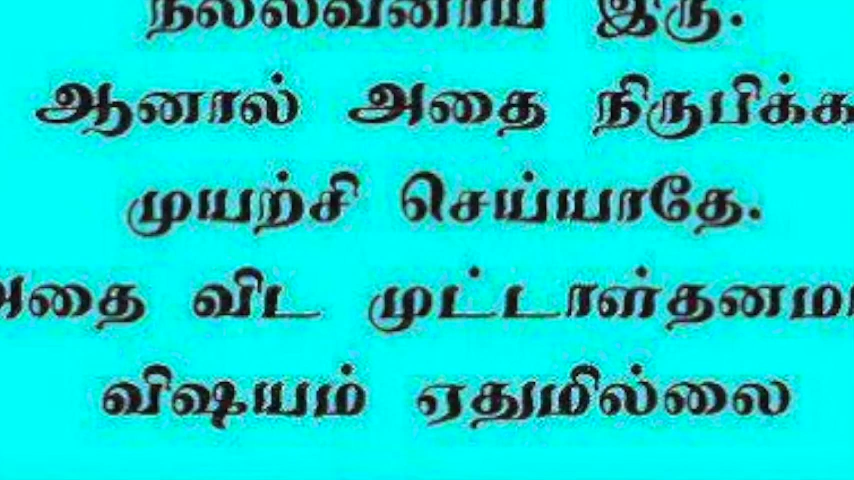 நல்லவனாய் இரு.
ஆனால் அதை நிருபிக்க
முயற்சி செய்யாதே.
அதை விட முட்டாள்தனமா
விஷயம் ஏதுமில்லை